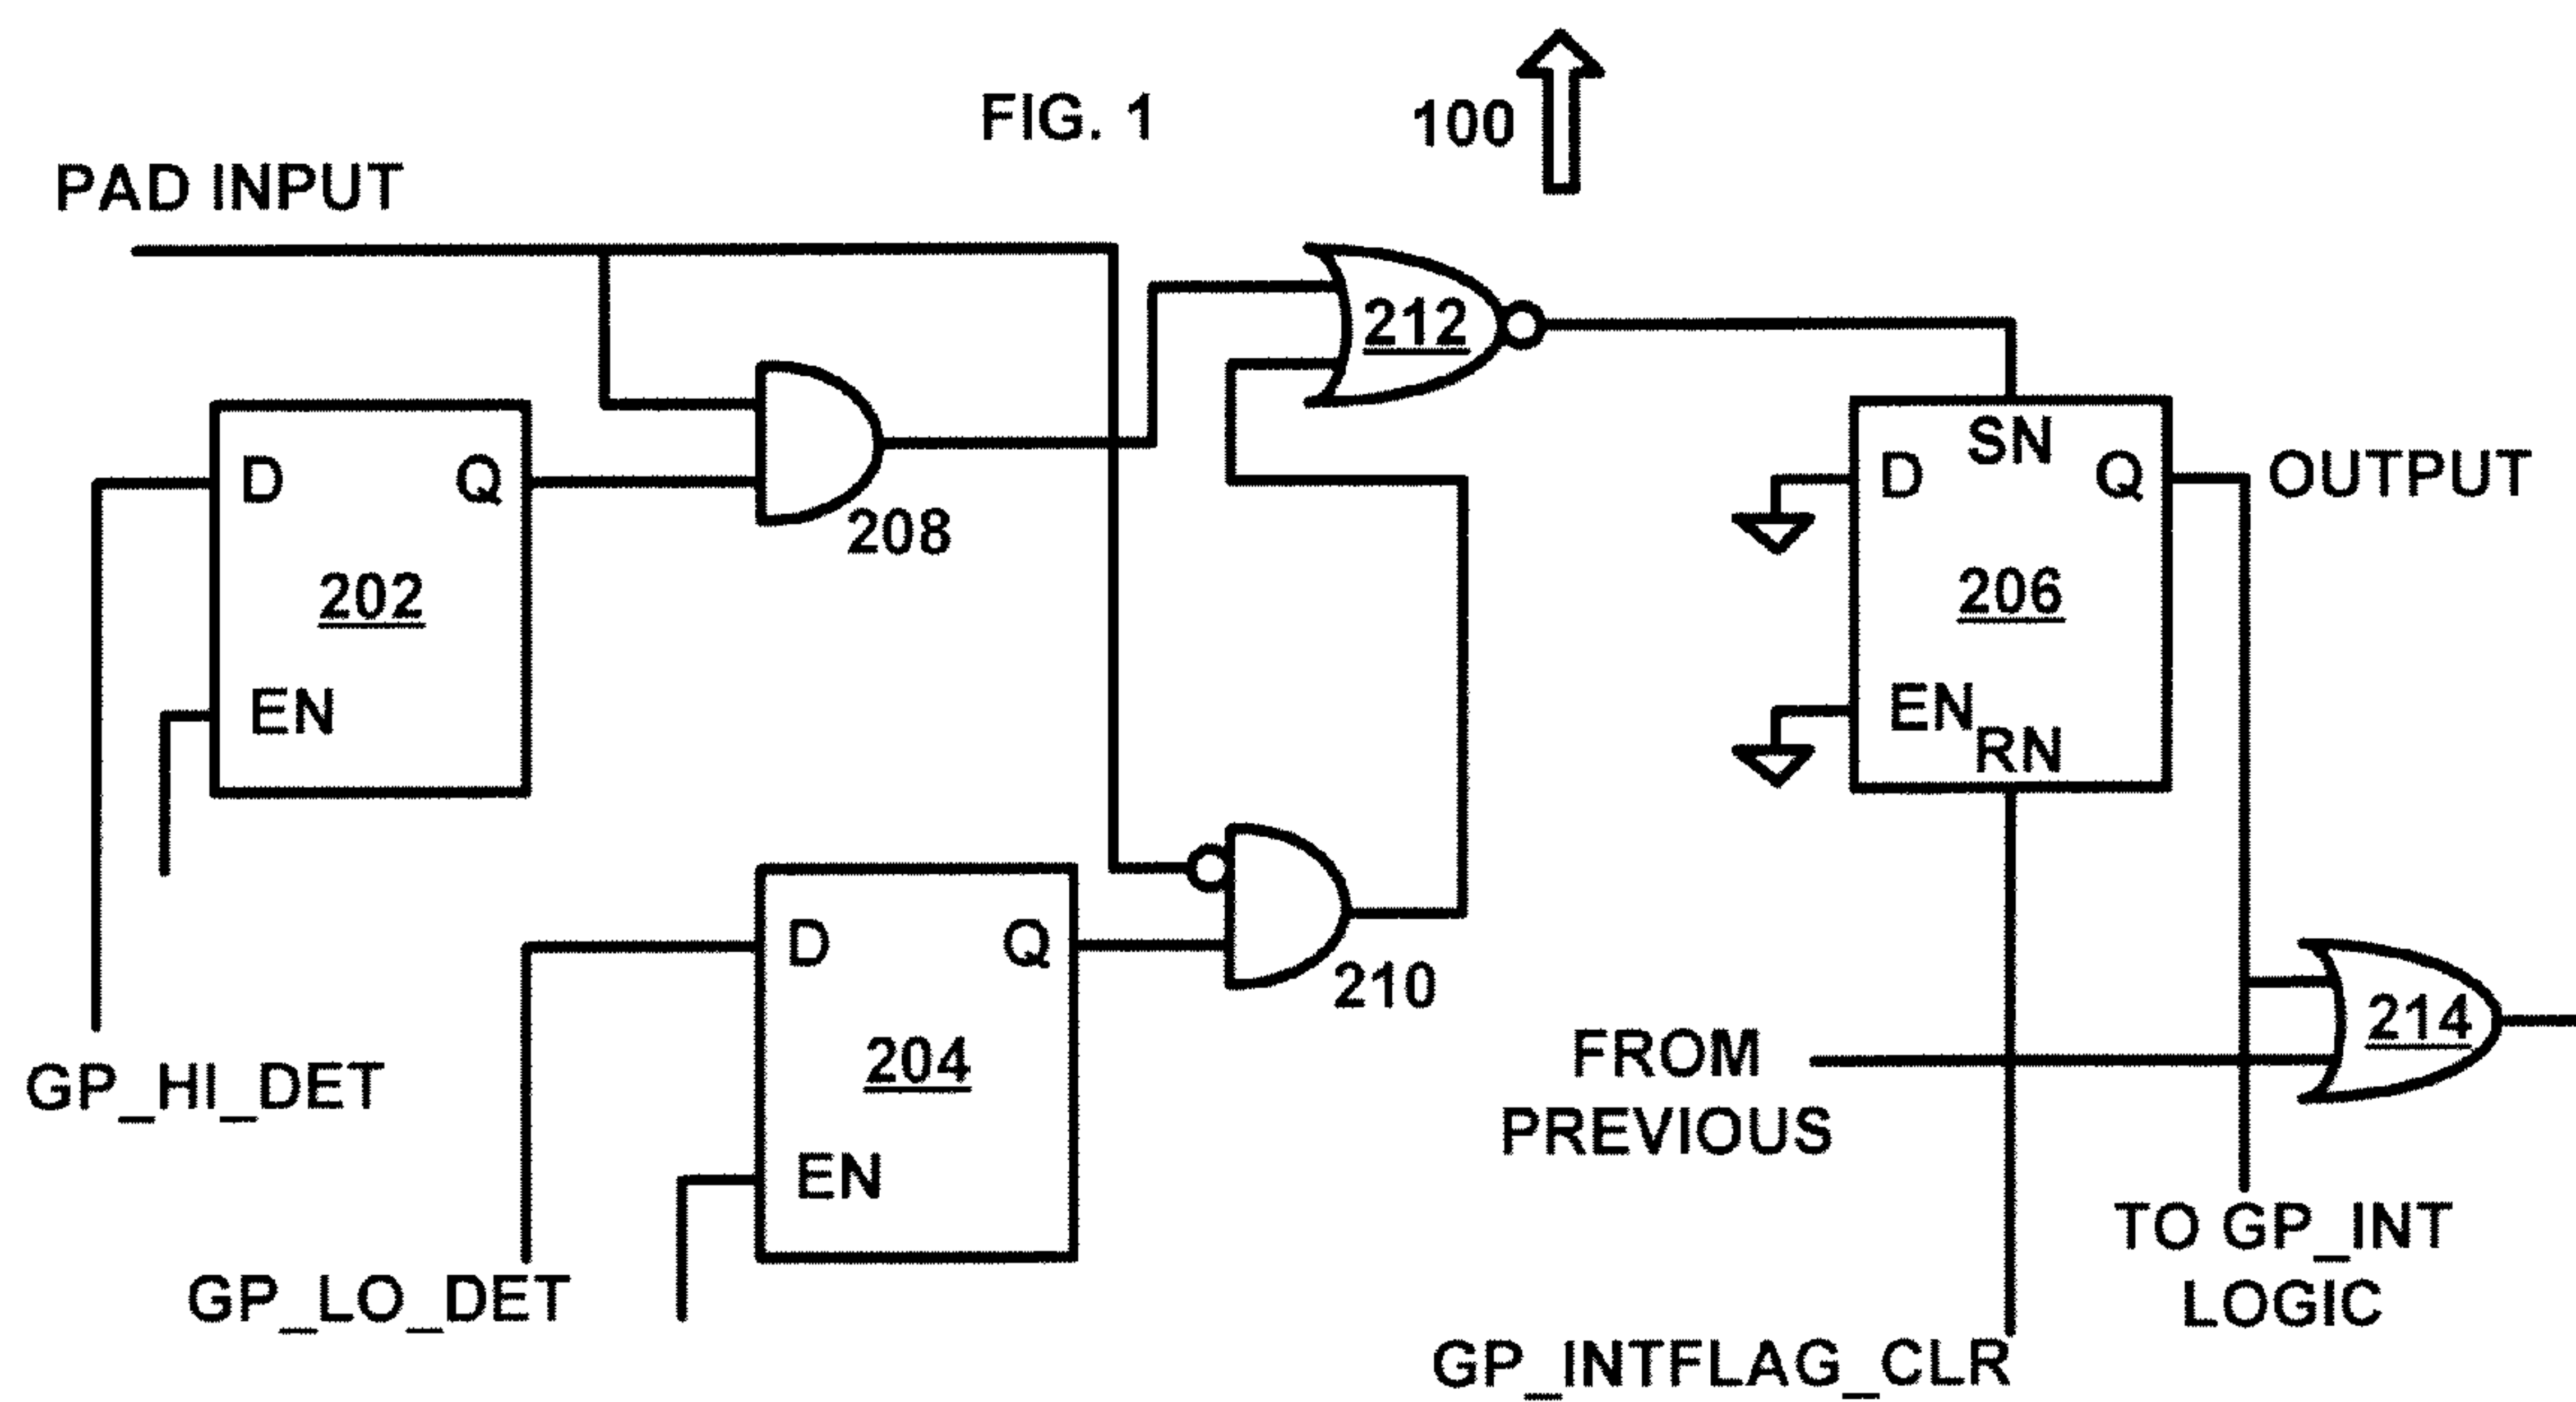 FIG. 1
100
PAD INPUT
212
SN
D Q
OUTPUT
206
EN
RN
D Q
202
EN
208
D Q
204
EN
210
214
GP_HI_DET
FROM
PREVIOUS
GP_LO_DET
TO GP_INT
LOGIC
GP_INTFLAG_CLR